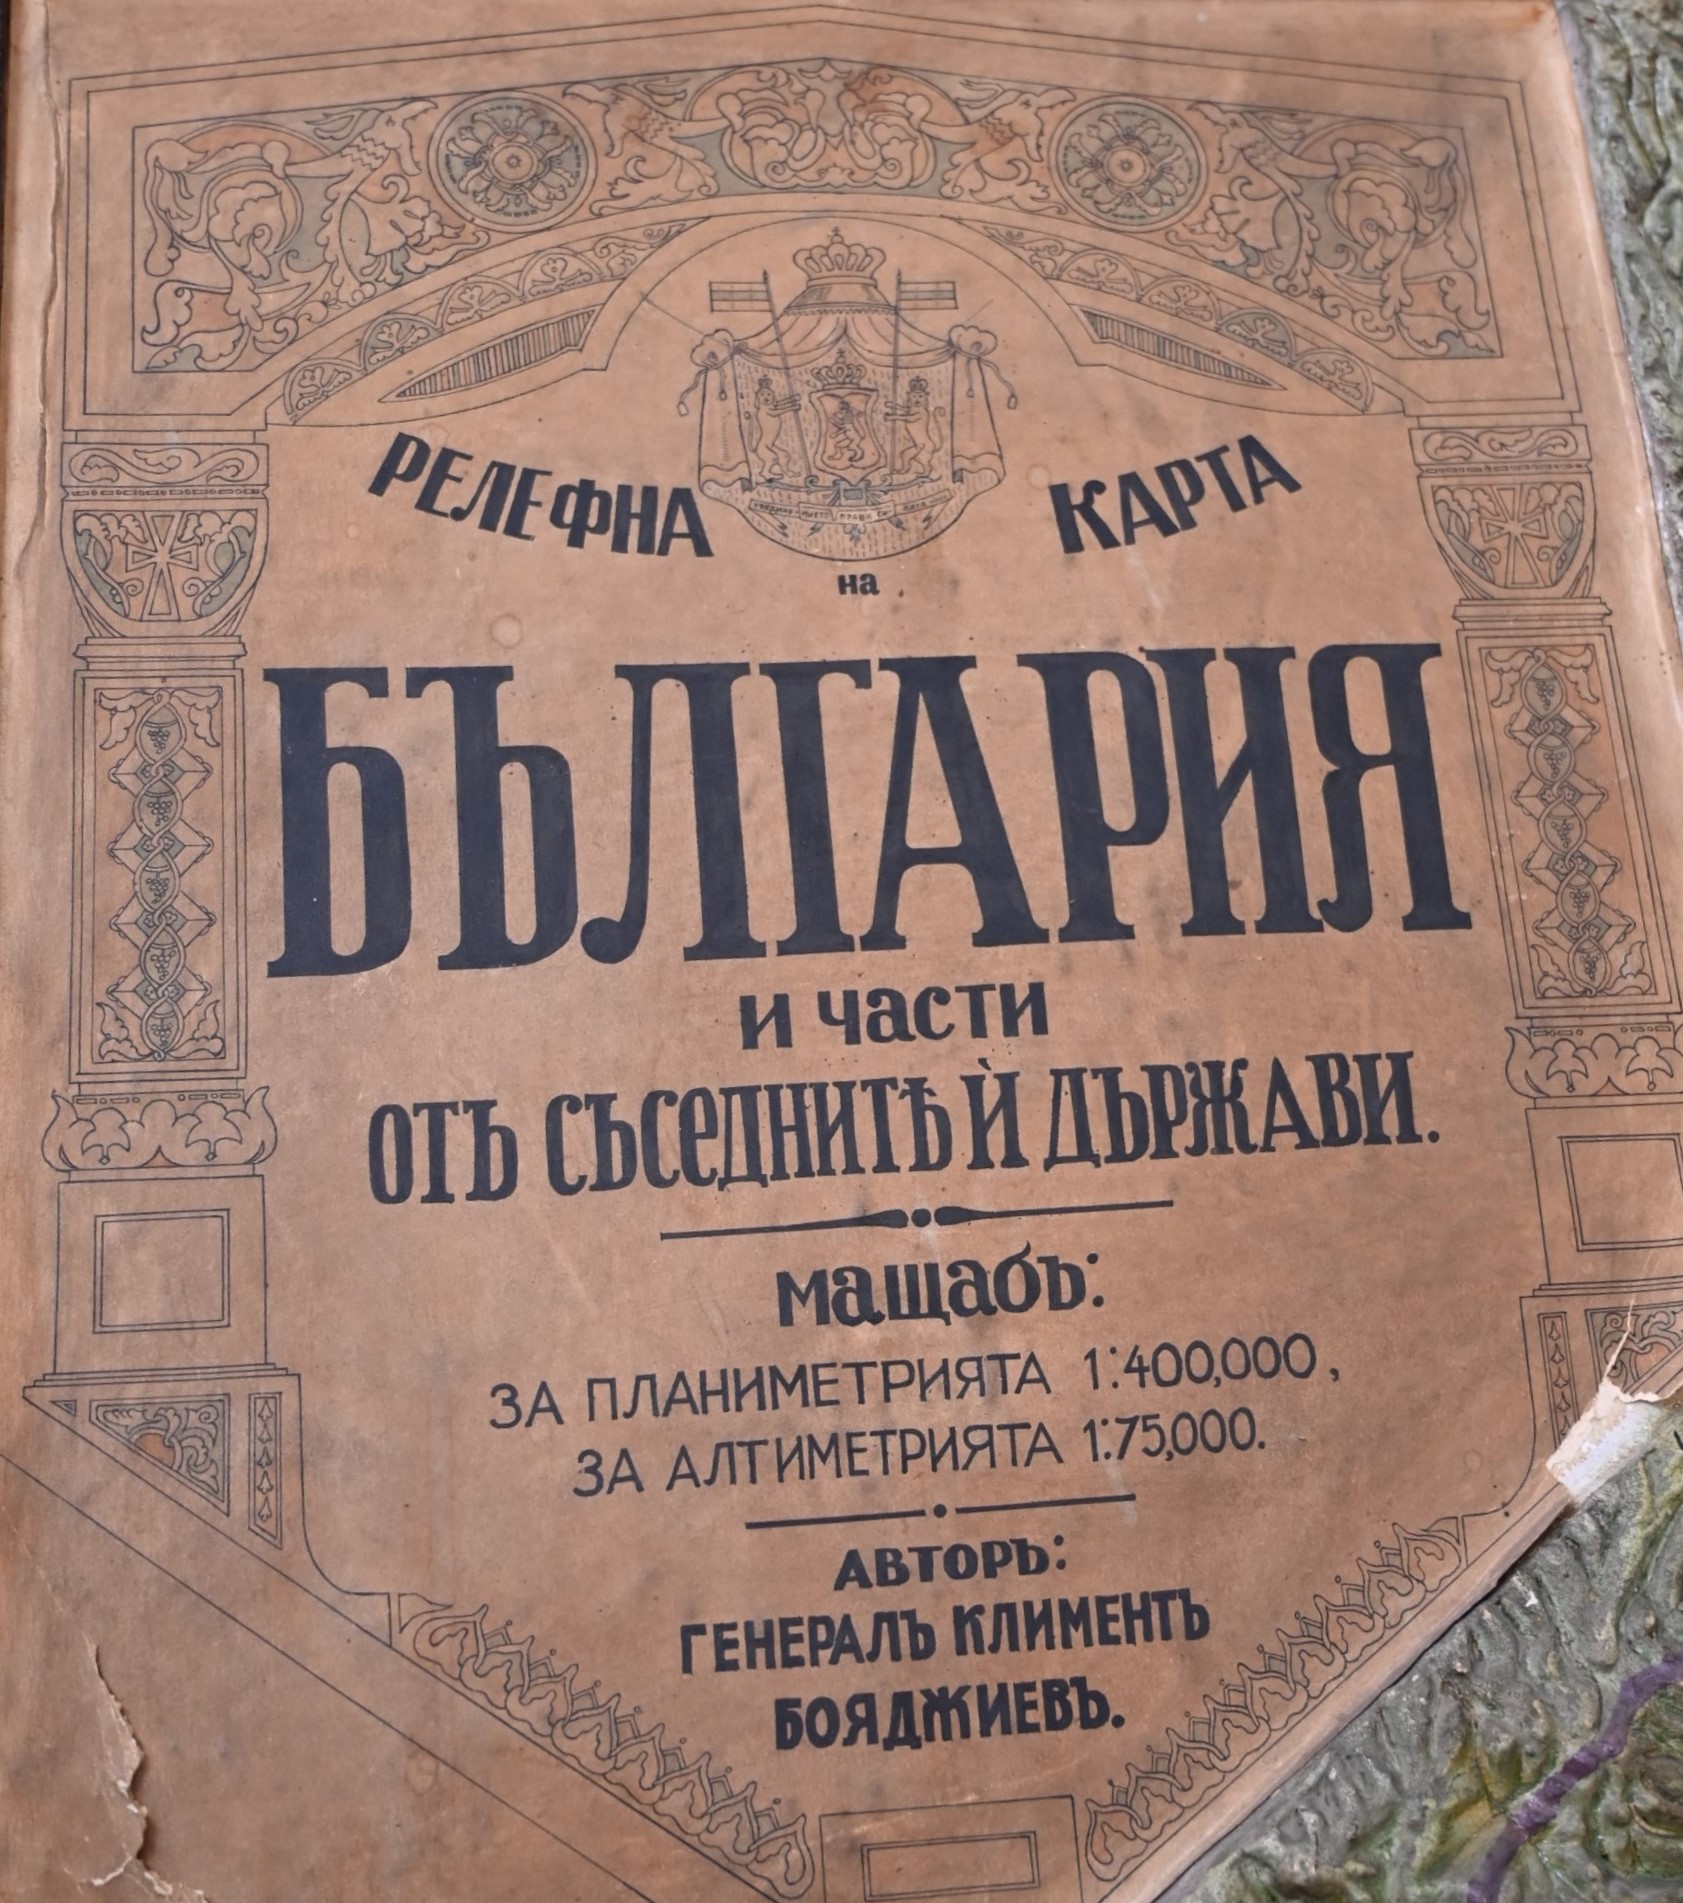 РЕЛЕФНА КАРТА
на
БЪЛГАРИЯ
и части
отъ съседнитѣ ѝ държави.
мащабъ:
ЗА ПЛАНИМЕТРИЯТА 1:400,000,
ЗА АЛТИМЕТРИЯТА 1:75,000.
АВТОРЪ:
ГЕНЕРАЛЪ КЛИМЕНТЪ
БОЯДЖИЕВЪ.